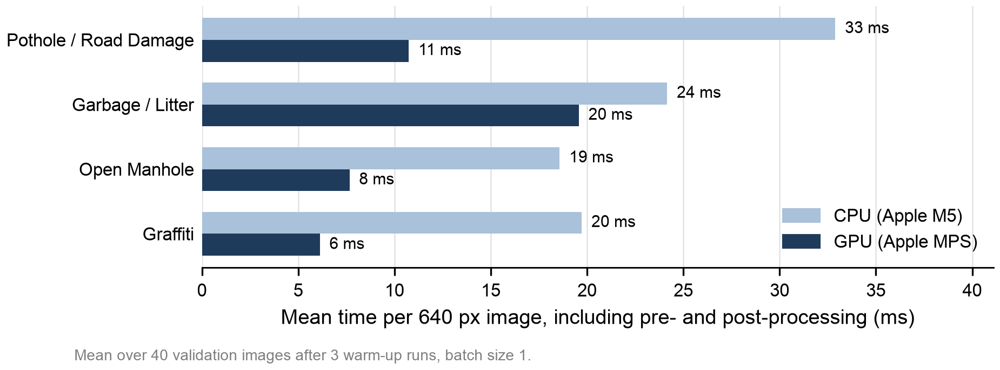 Pothole / Road Damage
33 ms
11 ms
Garbage / Litter
24 ms
20 ms
Open Manhole
19 ms
8 ms
Graffiti
20 ms
6 ms
CPU (Apple M5)
GPU (Apple MPS)
0 5 10 15 20 25 30 35 40
Mean time per 640 px image, including pre- and post-processing (ms)
Mean over 40 validation images after 3 warm-up runs, batch size 1.